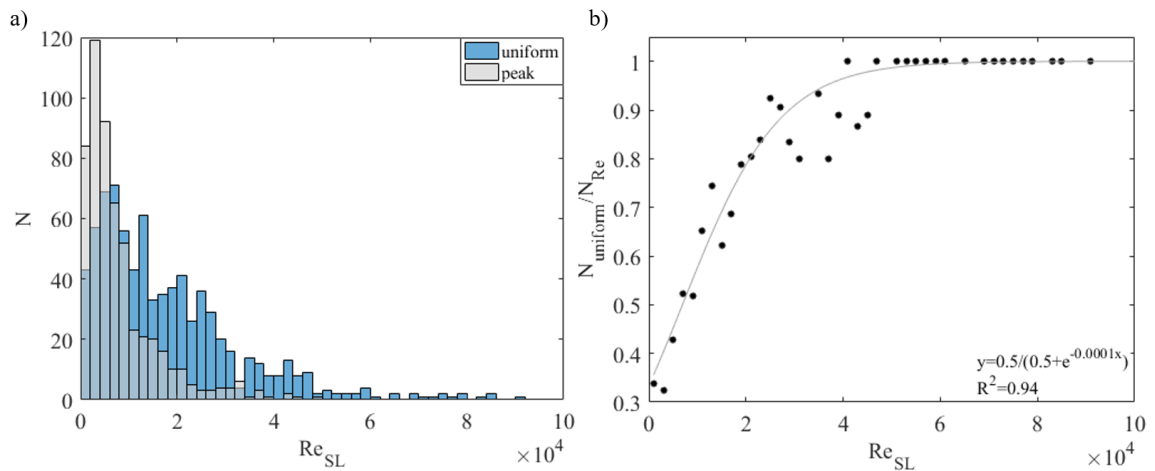 a)
120
100
80
60
40
20
0
N
uniform
peak
0 2 4 6 8 10
Re_SL
×10^4
b)
1
0.9
0.8
0.7
0.6
0.5
0.4
0.3
N_uniform/N_Re
y=0.5/(0.5+e^-0.0001x)
R^2=0.94
0 2 4 6 8 10
Re_SL
×10^4